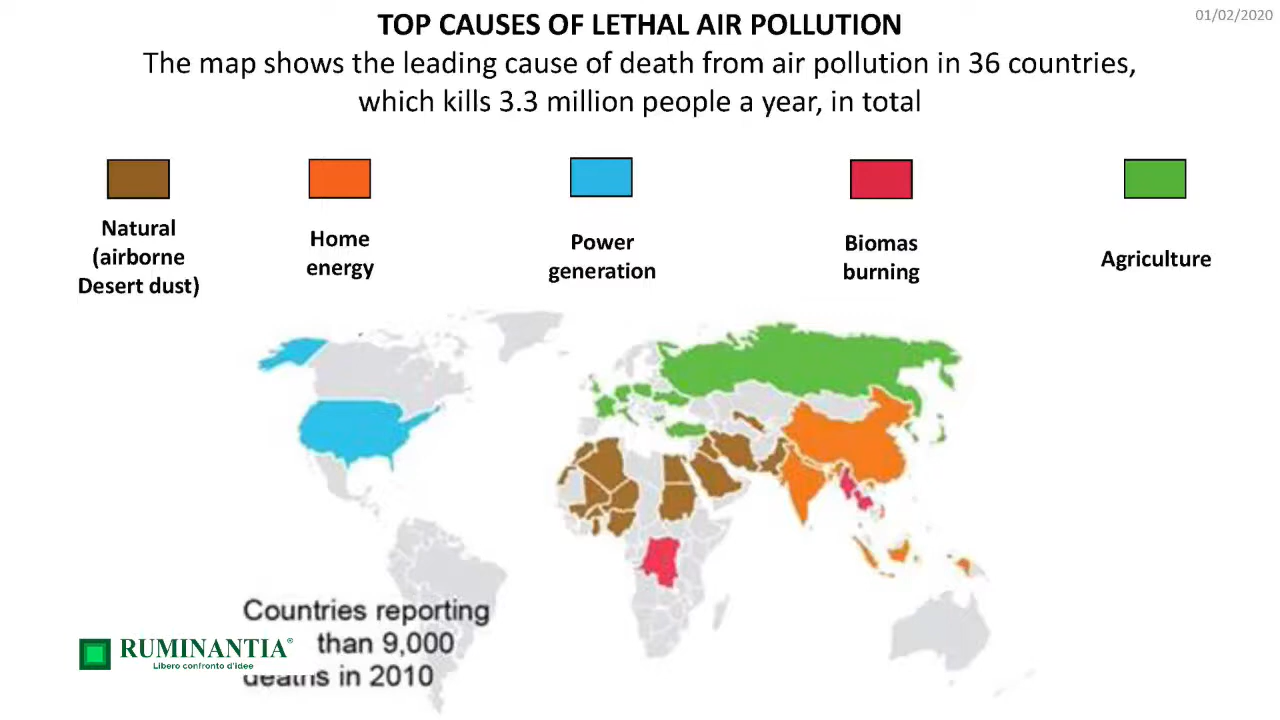 TOP CAUSES OF LETHAL AIR POLLUTION
01/02/2020
The map shows the leading cause of death from air pollution in 36 countries,
which kills 3.3 million people a year, in total
Natural
(airborne
Desert dust)
Home
energy
Power
generation
Biomas
burning
Agriculture
Countries reporting
than 9,000
deaths in 2010
RUMINANTIA®
Libero confronto d'idee